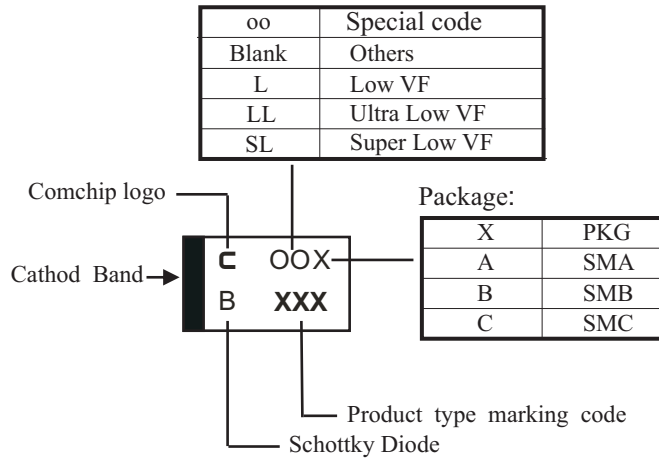 oo Special code
Blank Others
L Low VF
LL Ultra Low VF
SL Super Low VF
Comchip logo
Package:
X PKG
A SMA
B SMB
C SMC
Cathod Band
C OOX
B XXX
Product type marking code
Schottky Diode